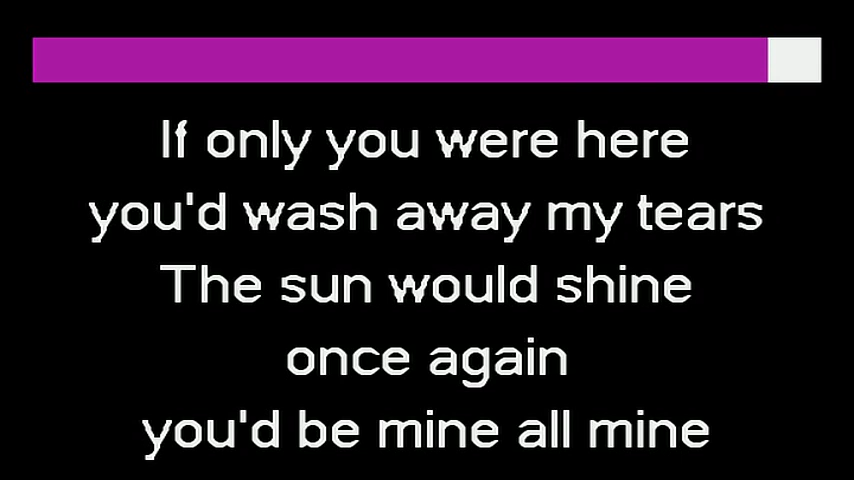 If only you were here
you'd wash away my tears
The sun would shine
once again
you'd be mine all mine